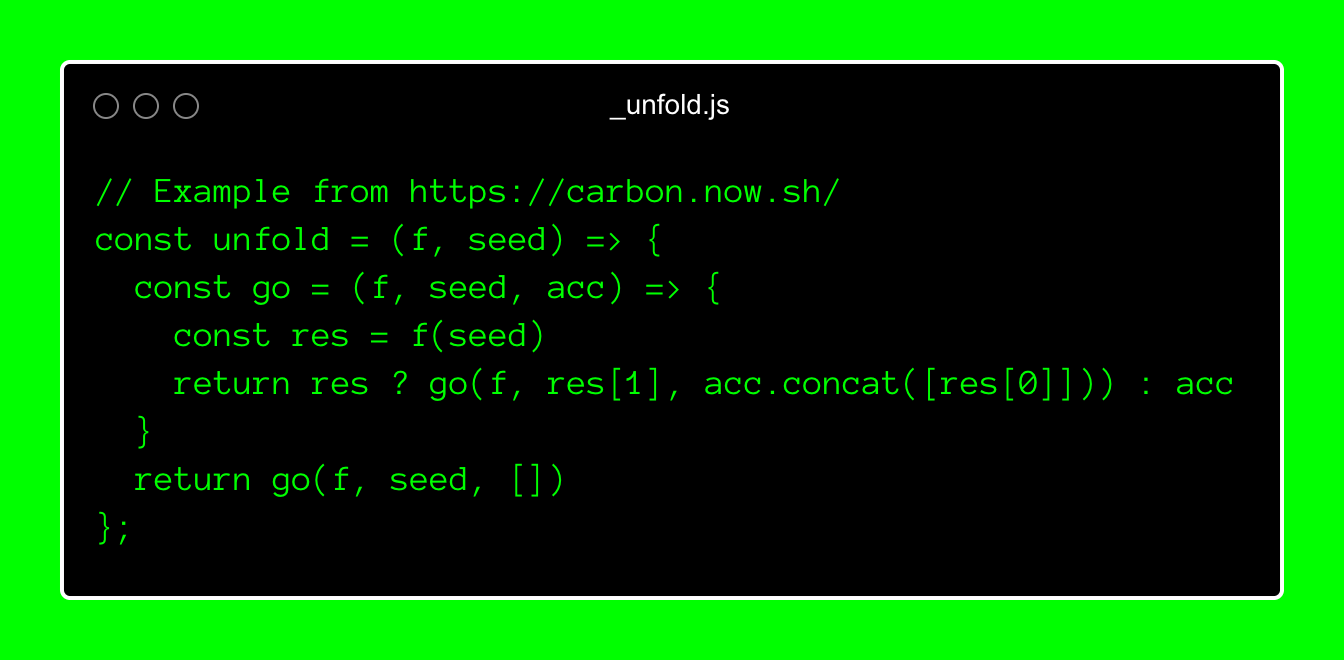 _unfold.js
// Example from https://carbon.now.sh/
const unfold = (f, seed) => {
  const go = (f, seed, acc) => {
    const res = f(seed)
    return res ? go(f, res[1], acc.concat([res[0]])) : acc
  }
  return go(f, seed, [])
};